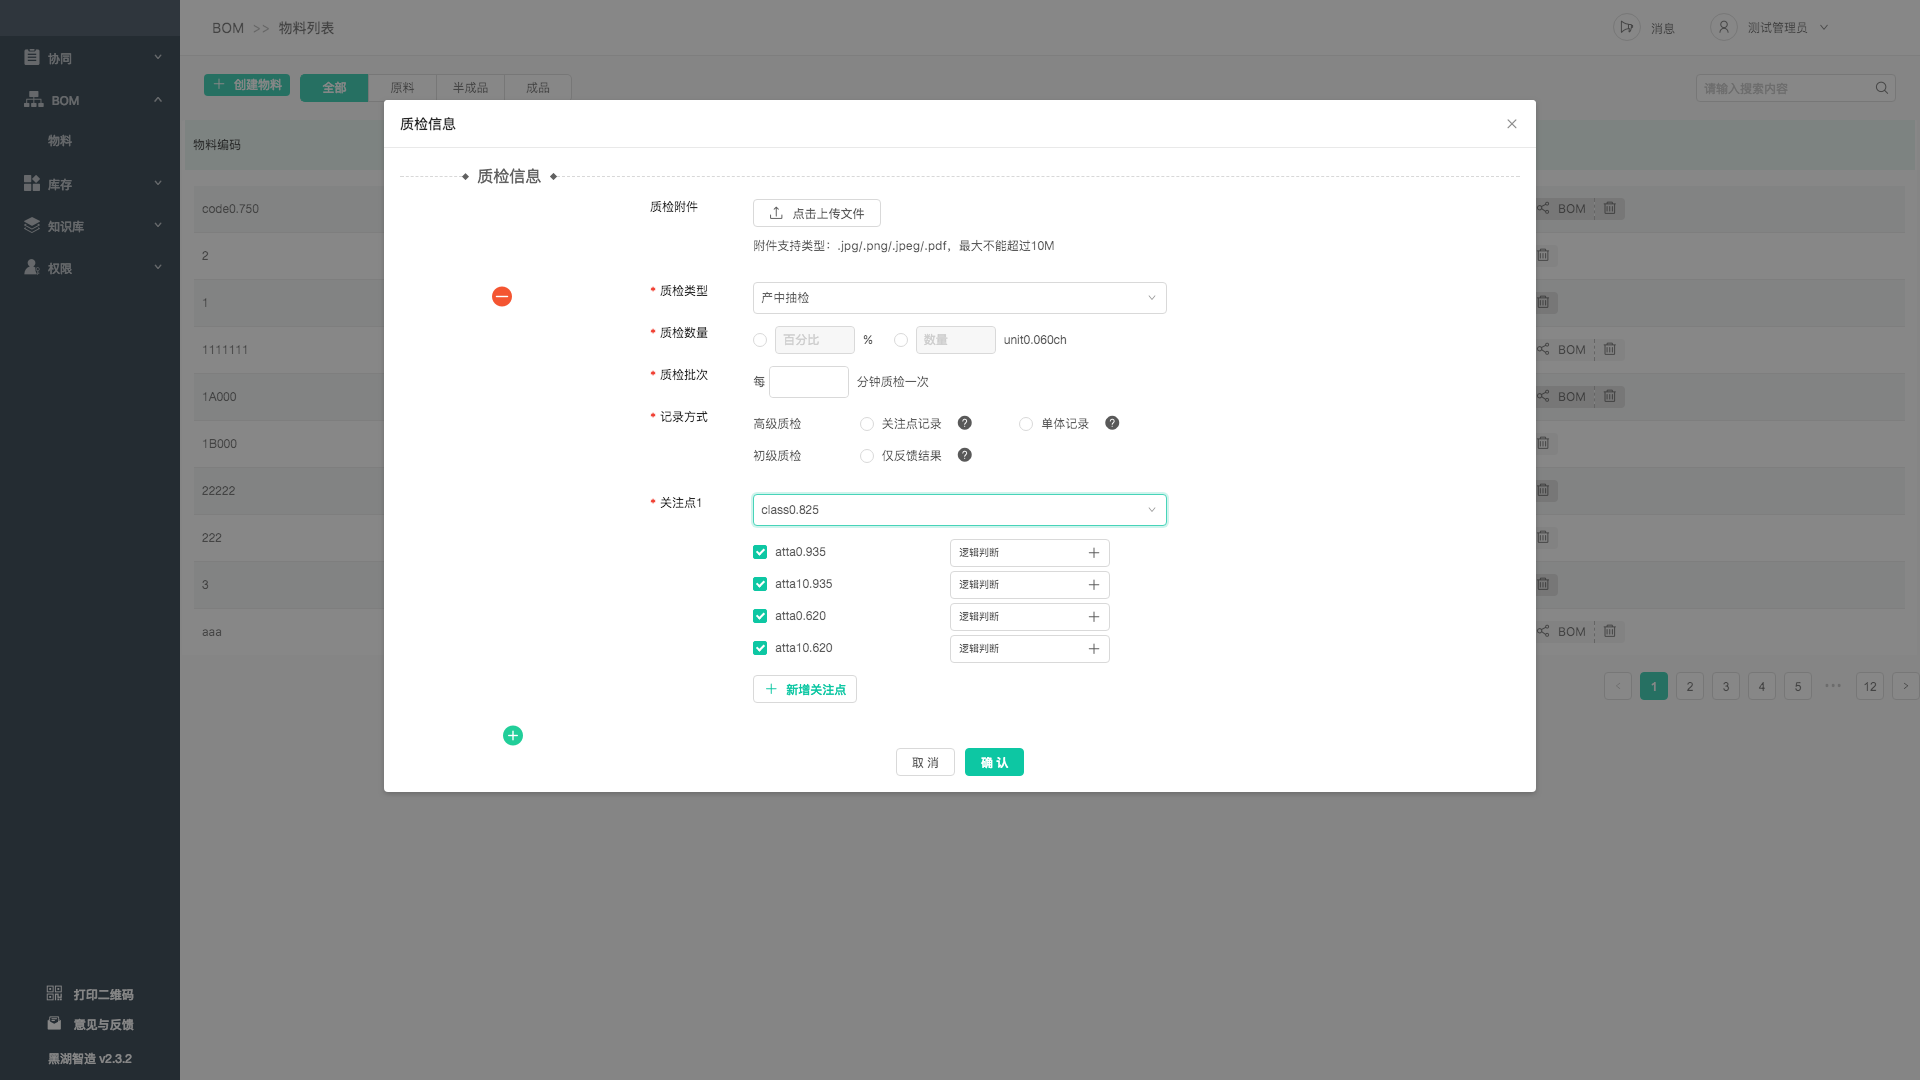 BOM >> 物料列表
消息
测试管理员
协同
BOM
物料
库存
知识库
权限
打印二维码
意见与反馈
黑湖智造 v2.3.2
创建物料
全部
原料
半成品
成品
请输入搜索内容
物料编码
code0.750
BOM
2
1
1111111
BOM
1A000
BOM
1B000
22222
222
3
aaa
BOM
1
2
3
4
5
•••
12
质检信息
质检信息
质检附件
点击上传文件
附件支持类型：.jpg/.png/.jpeg/.pdf，最大不能超过10M
* 质检类型
产中抽检
* 质检数量
百分比 %
数量 unit0.060ch
* 质检批次
每 分钟质检一次
* 记录方式
高级质检 关注点记录 ? 单体记录 ?
初级质检 仅反馈结果 ?
* 关注点1
class0.825
atta0.935 逻辑判断
atta10.935 逻辑判断
atta0.620 逻辑判断
atta10.620 逻辑判断
新增关注点
取 消
确 认